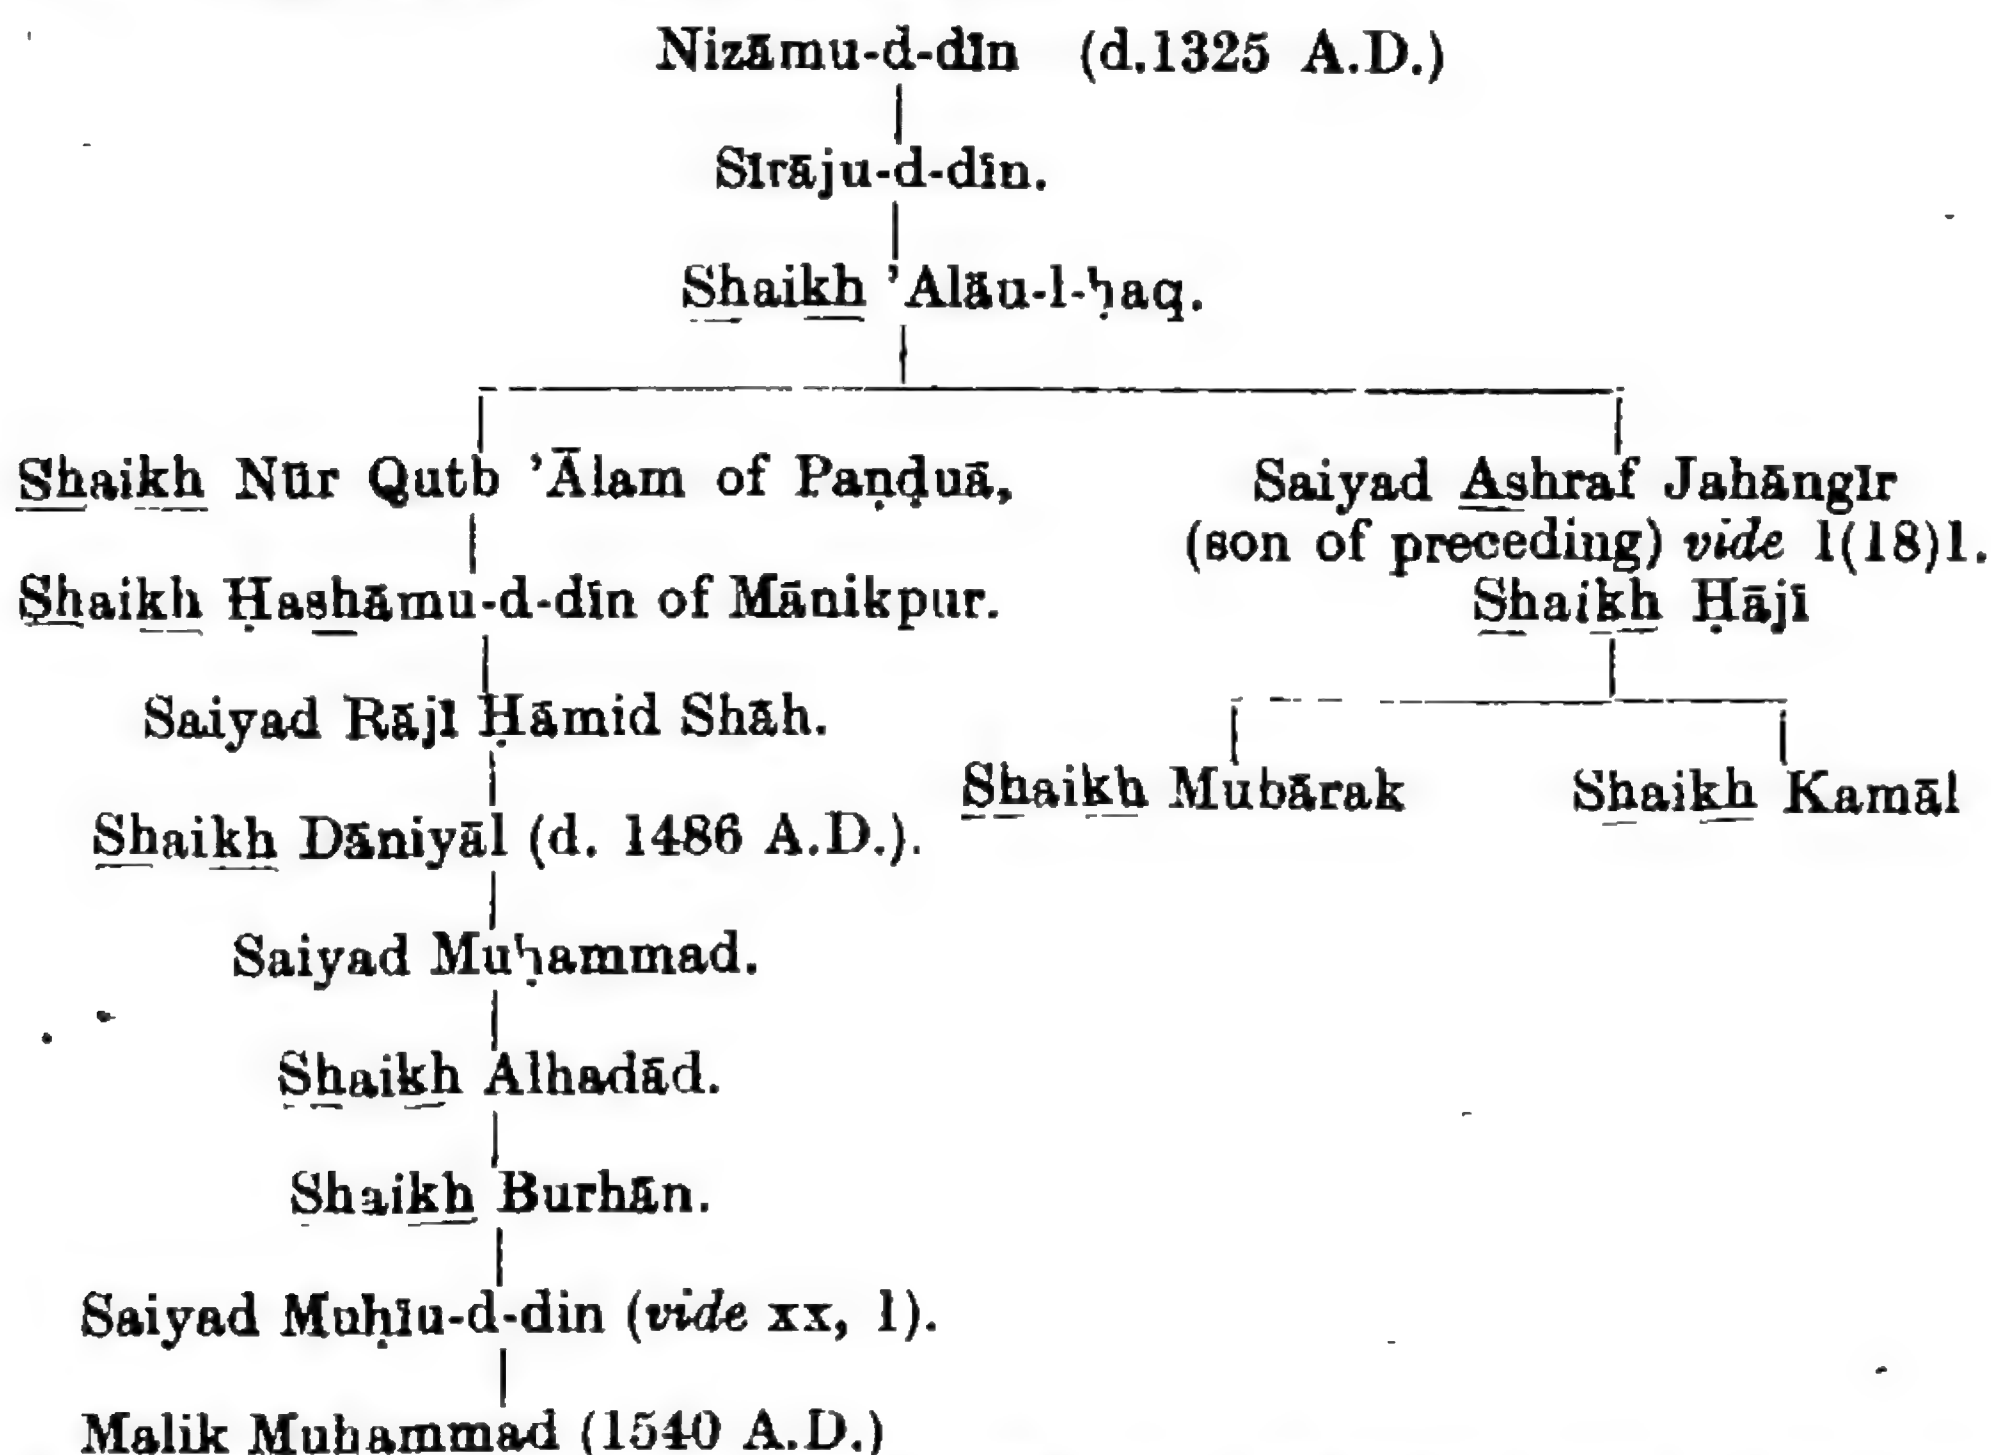 Nizāmu-d-dīn (d.1325 A.D.)
Sīrāju-d-dīn.
Shaikh ’Alāu-l-ḥaq.
Shaikh Nūr Qutb ’Ālam of Paṇḍuā,
Saiyad Ashraf Jahāngīr
(son of preceding) vide 1(18)1.
Shaikh Ḥashāmu-d-dīn of Mānikpur.
Shaikh Ḥājī
Saiyad Rājī Ḥāmid Shāh.
Shaikh Mubārak
Shaikh Kamāl
Shaikh Dāniyāl (d. 1486 A.D.).
Saiyad Muḥammad.
Shaikh Alhadād.
Shaikh Burhān.
Saiyad Muḥīu-d-din (vide xx, 1).
Malik Muhammad (1540 A.D.)